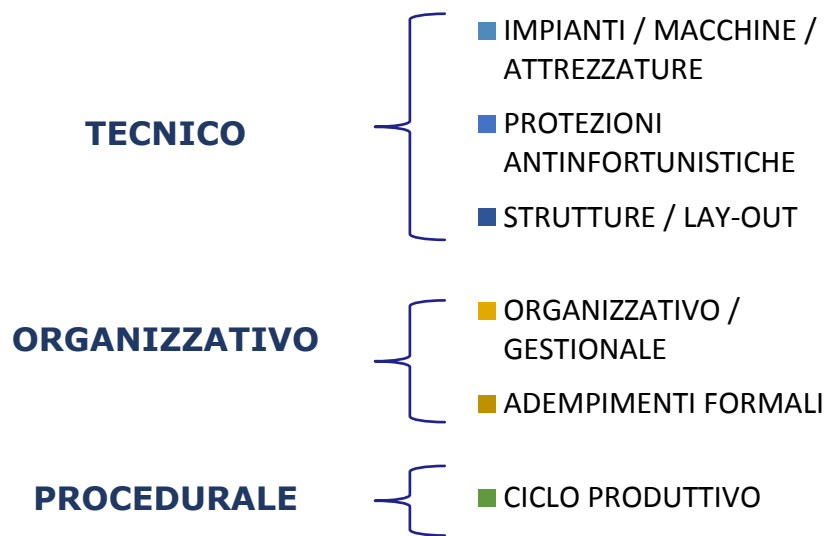 TECNICO
IMPIANTI / MACCHINE /
ATTREZZATURE
PROTEZIONI
ANTINFORTUNISTICHE
STRUTTURE / LAY-OUT
ORGANIZZATIVO
ORGANIZZATIVO /
GESTIONALE
ADEMPIMENTI FORMALI
PROCEDURALE
CICLO PRODUTTIVO